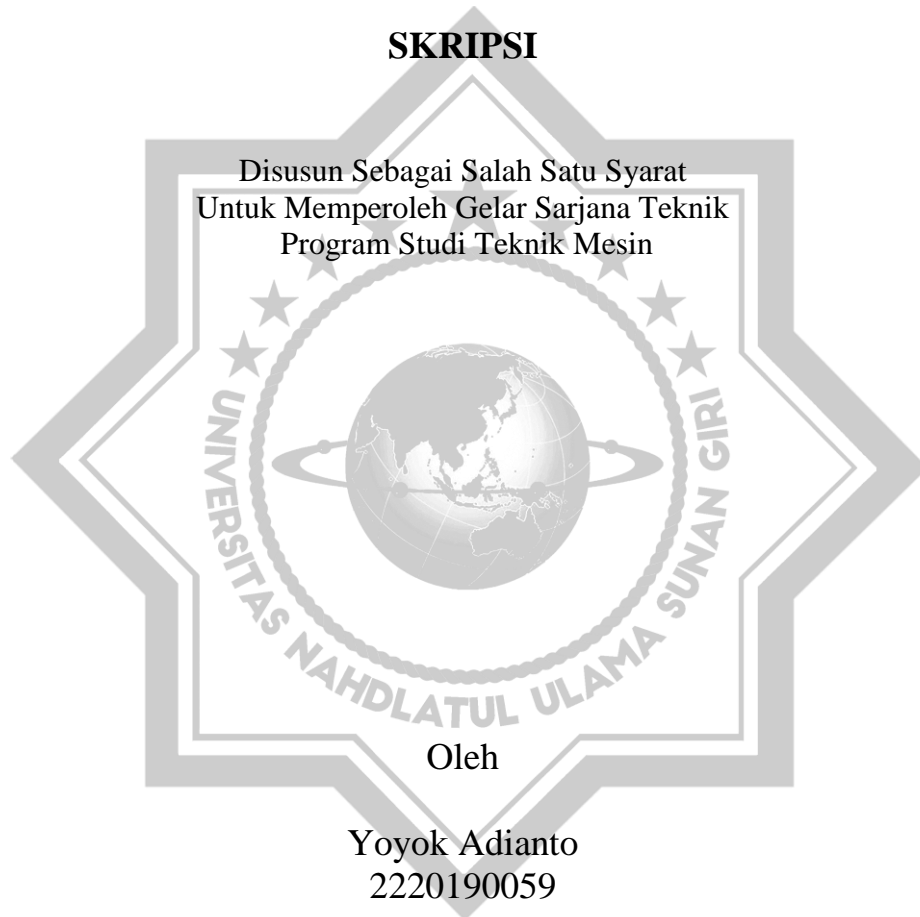 SKRIPSI
Disusun Sebagai Salah Satu Syarat
Untuk Memperoleh Gelar Sarjana Teknik
Program Studi Teknik Mesin
UNIVERSITAS NAHDLATUL ULAMA SUNAN GIRI
Oleh
Yoyok Adianto
2220190059